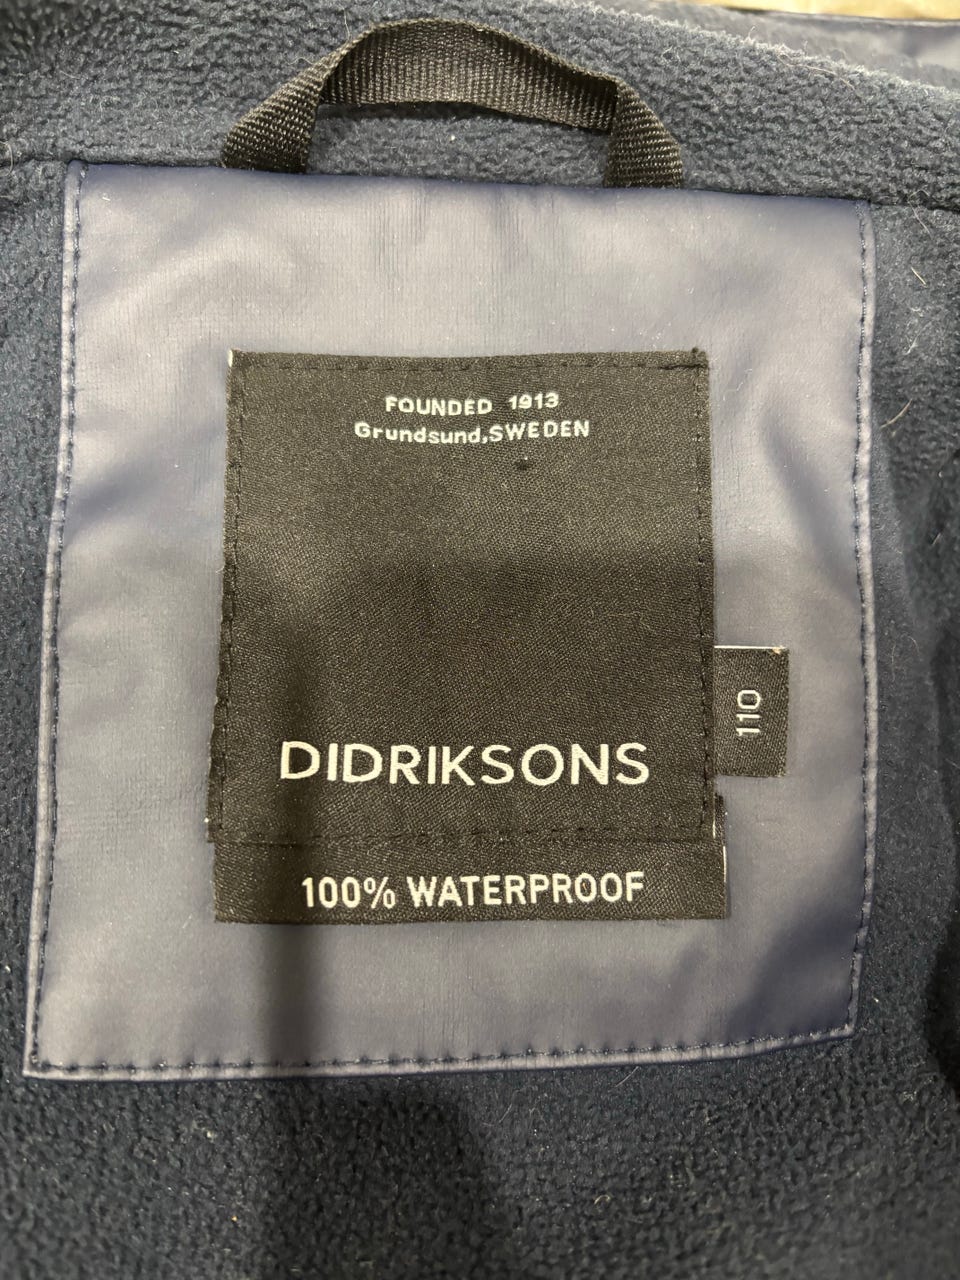 FOUNDED 1913
Grundsund,SWEDEN
DIDRIKSONS
110
100% WATERPROOF